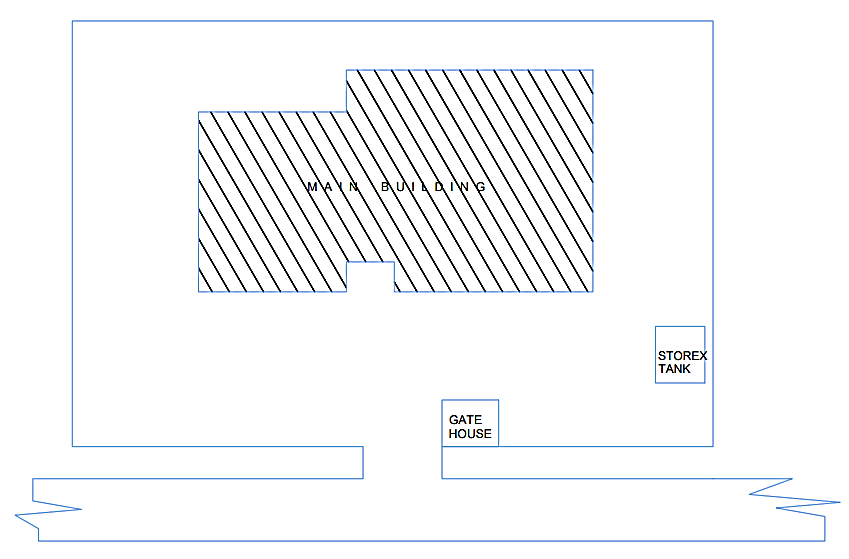 MAIN BUILDING
STOREX
TANK
GATE
HOUSE